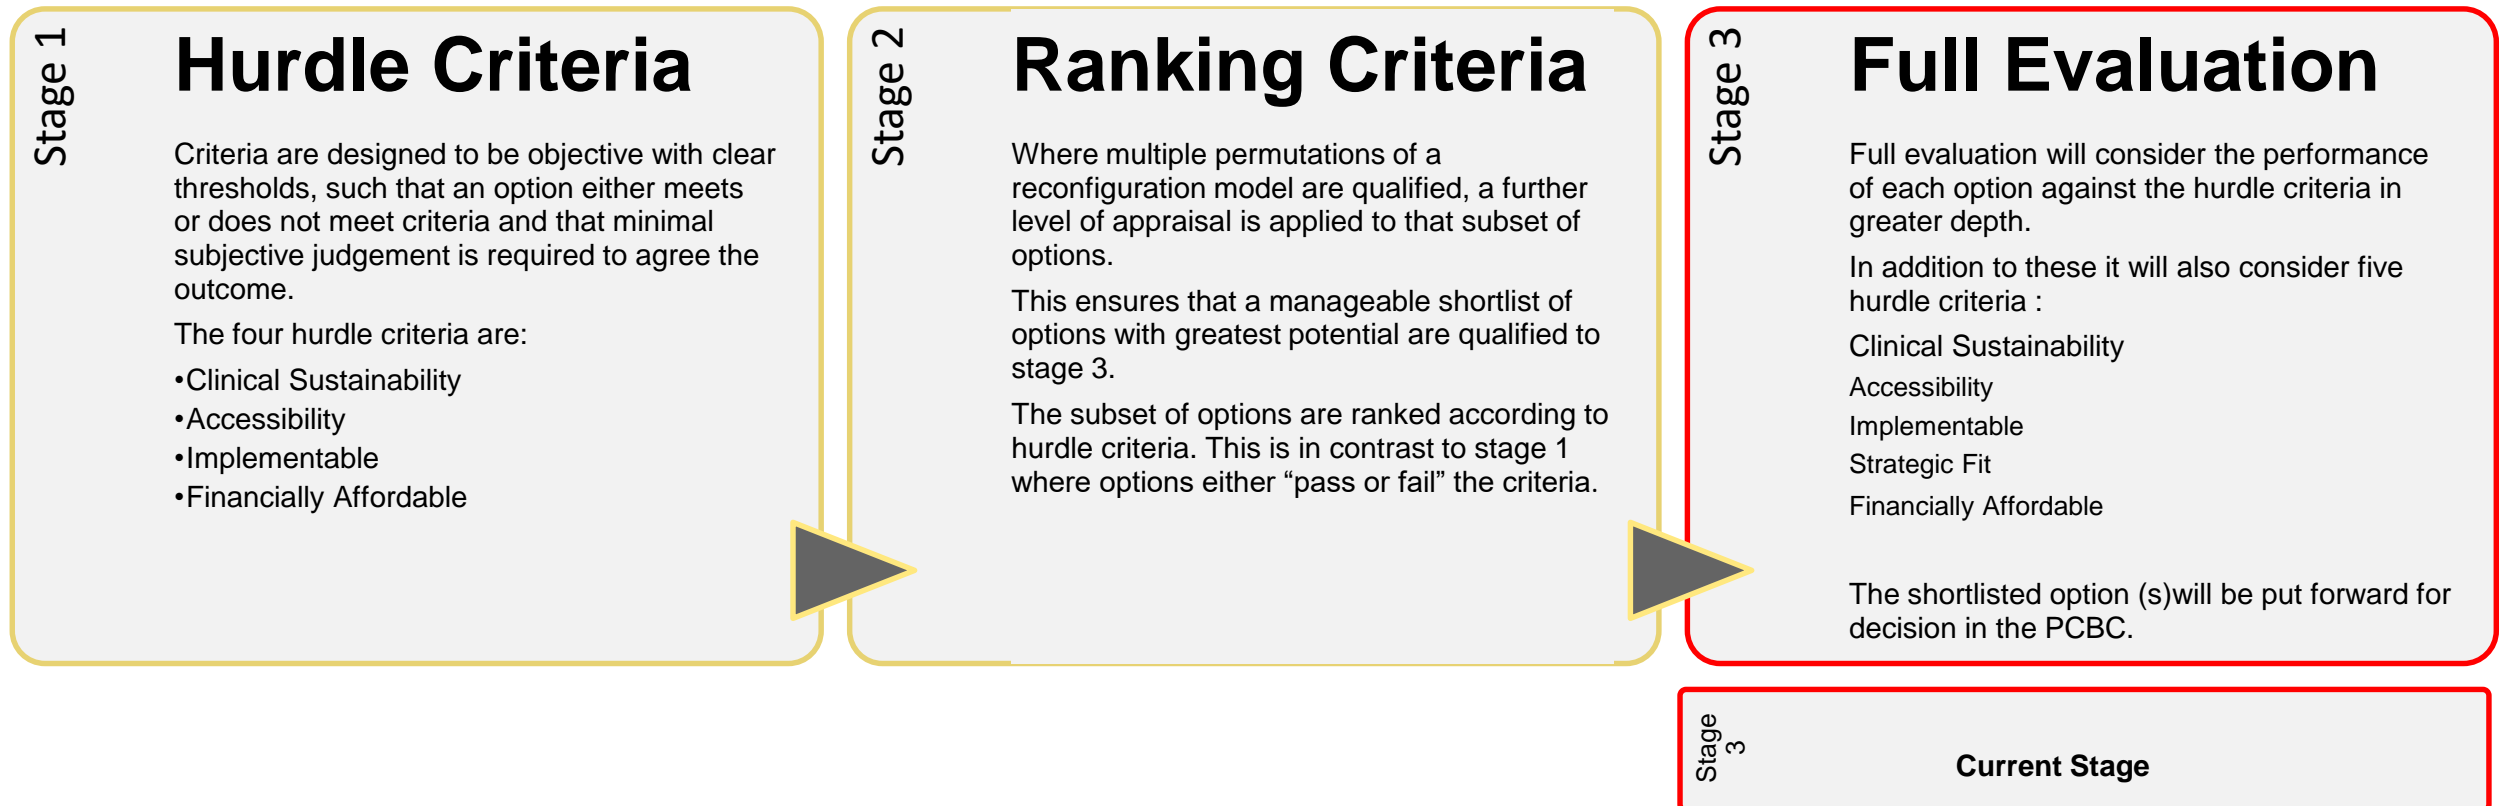 Stage 1
Hurdle Criteria
Criteria are designed to be objective with clear
thresholds, such that an option either meets
or does not meet criteria and that minimal
subjective judgement is required to agree the
outcome.
The four hurdle criteria are:
•Clinical Sustainability
•Accessibility
•Implementable
•Financially Affordable
Stage 2
Ranking Criteria
Where multiple permutations of a
reconfiguration model are qualified, a further
level of appraisal is applied to that subset of
options.
This ensures that a manageable shortlist of
options with greatest potential are qualified to
stage 3.
The subset of options are ranked according to
hurdle criteria. This is in contrast to stage 1
where options either “pass or fail” the criteria.
Stage 3
Full Evaluation
Full evaluation will consider the performance
of each option against the hurdle criteria in
greater depth.
In addition to these it will also consider five
hurdle criteria :
Clinical Sustainability
Accessibility
Implementable
Strategic Fit
Financially Affordable
The shortlisted option (s)will be put forward for
decision in the PCBC.
Stage
3
Current Stage